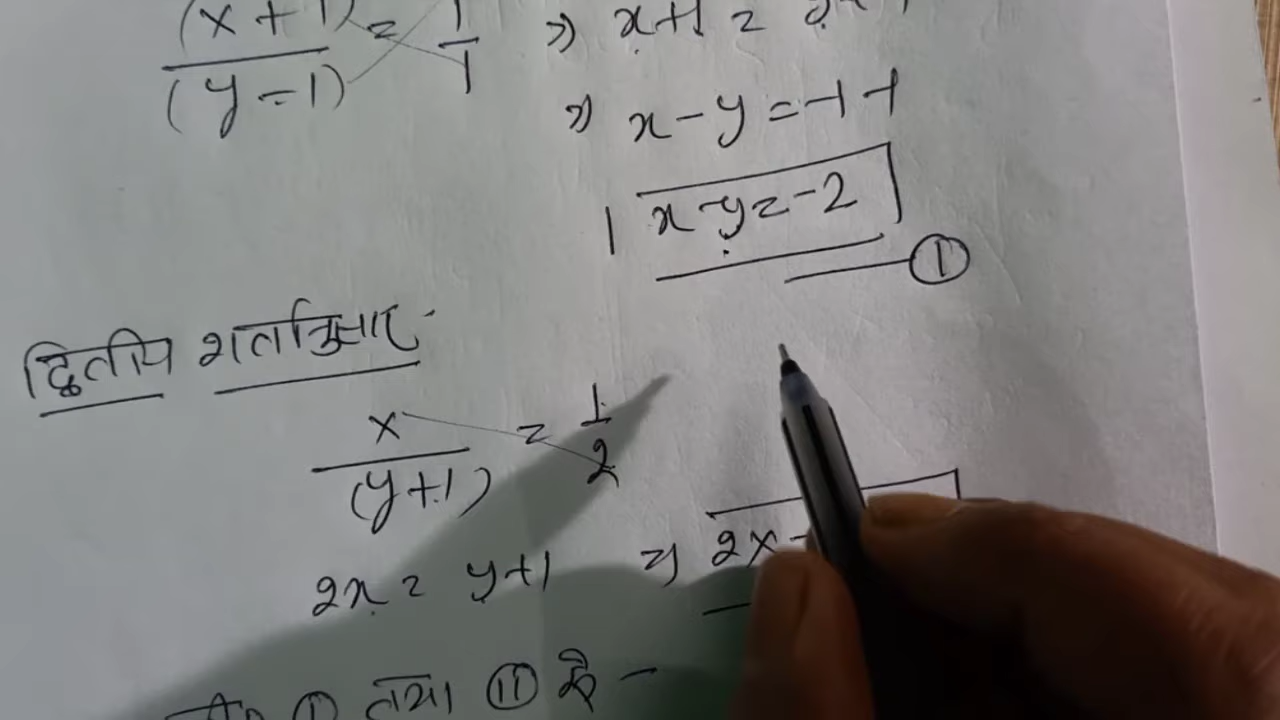 (x+1)/(y-1) = 1/1 ⇒ x+1 =
⇒ x-y = -1-1
x-y = -2 ①
द्वितीय शर्तानुसार
x/(y+1) = 1/2
2x = y+1 ⇒ 2x-
① तथा ⑪ से -